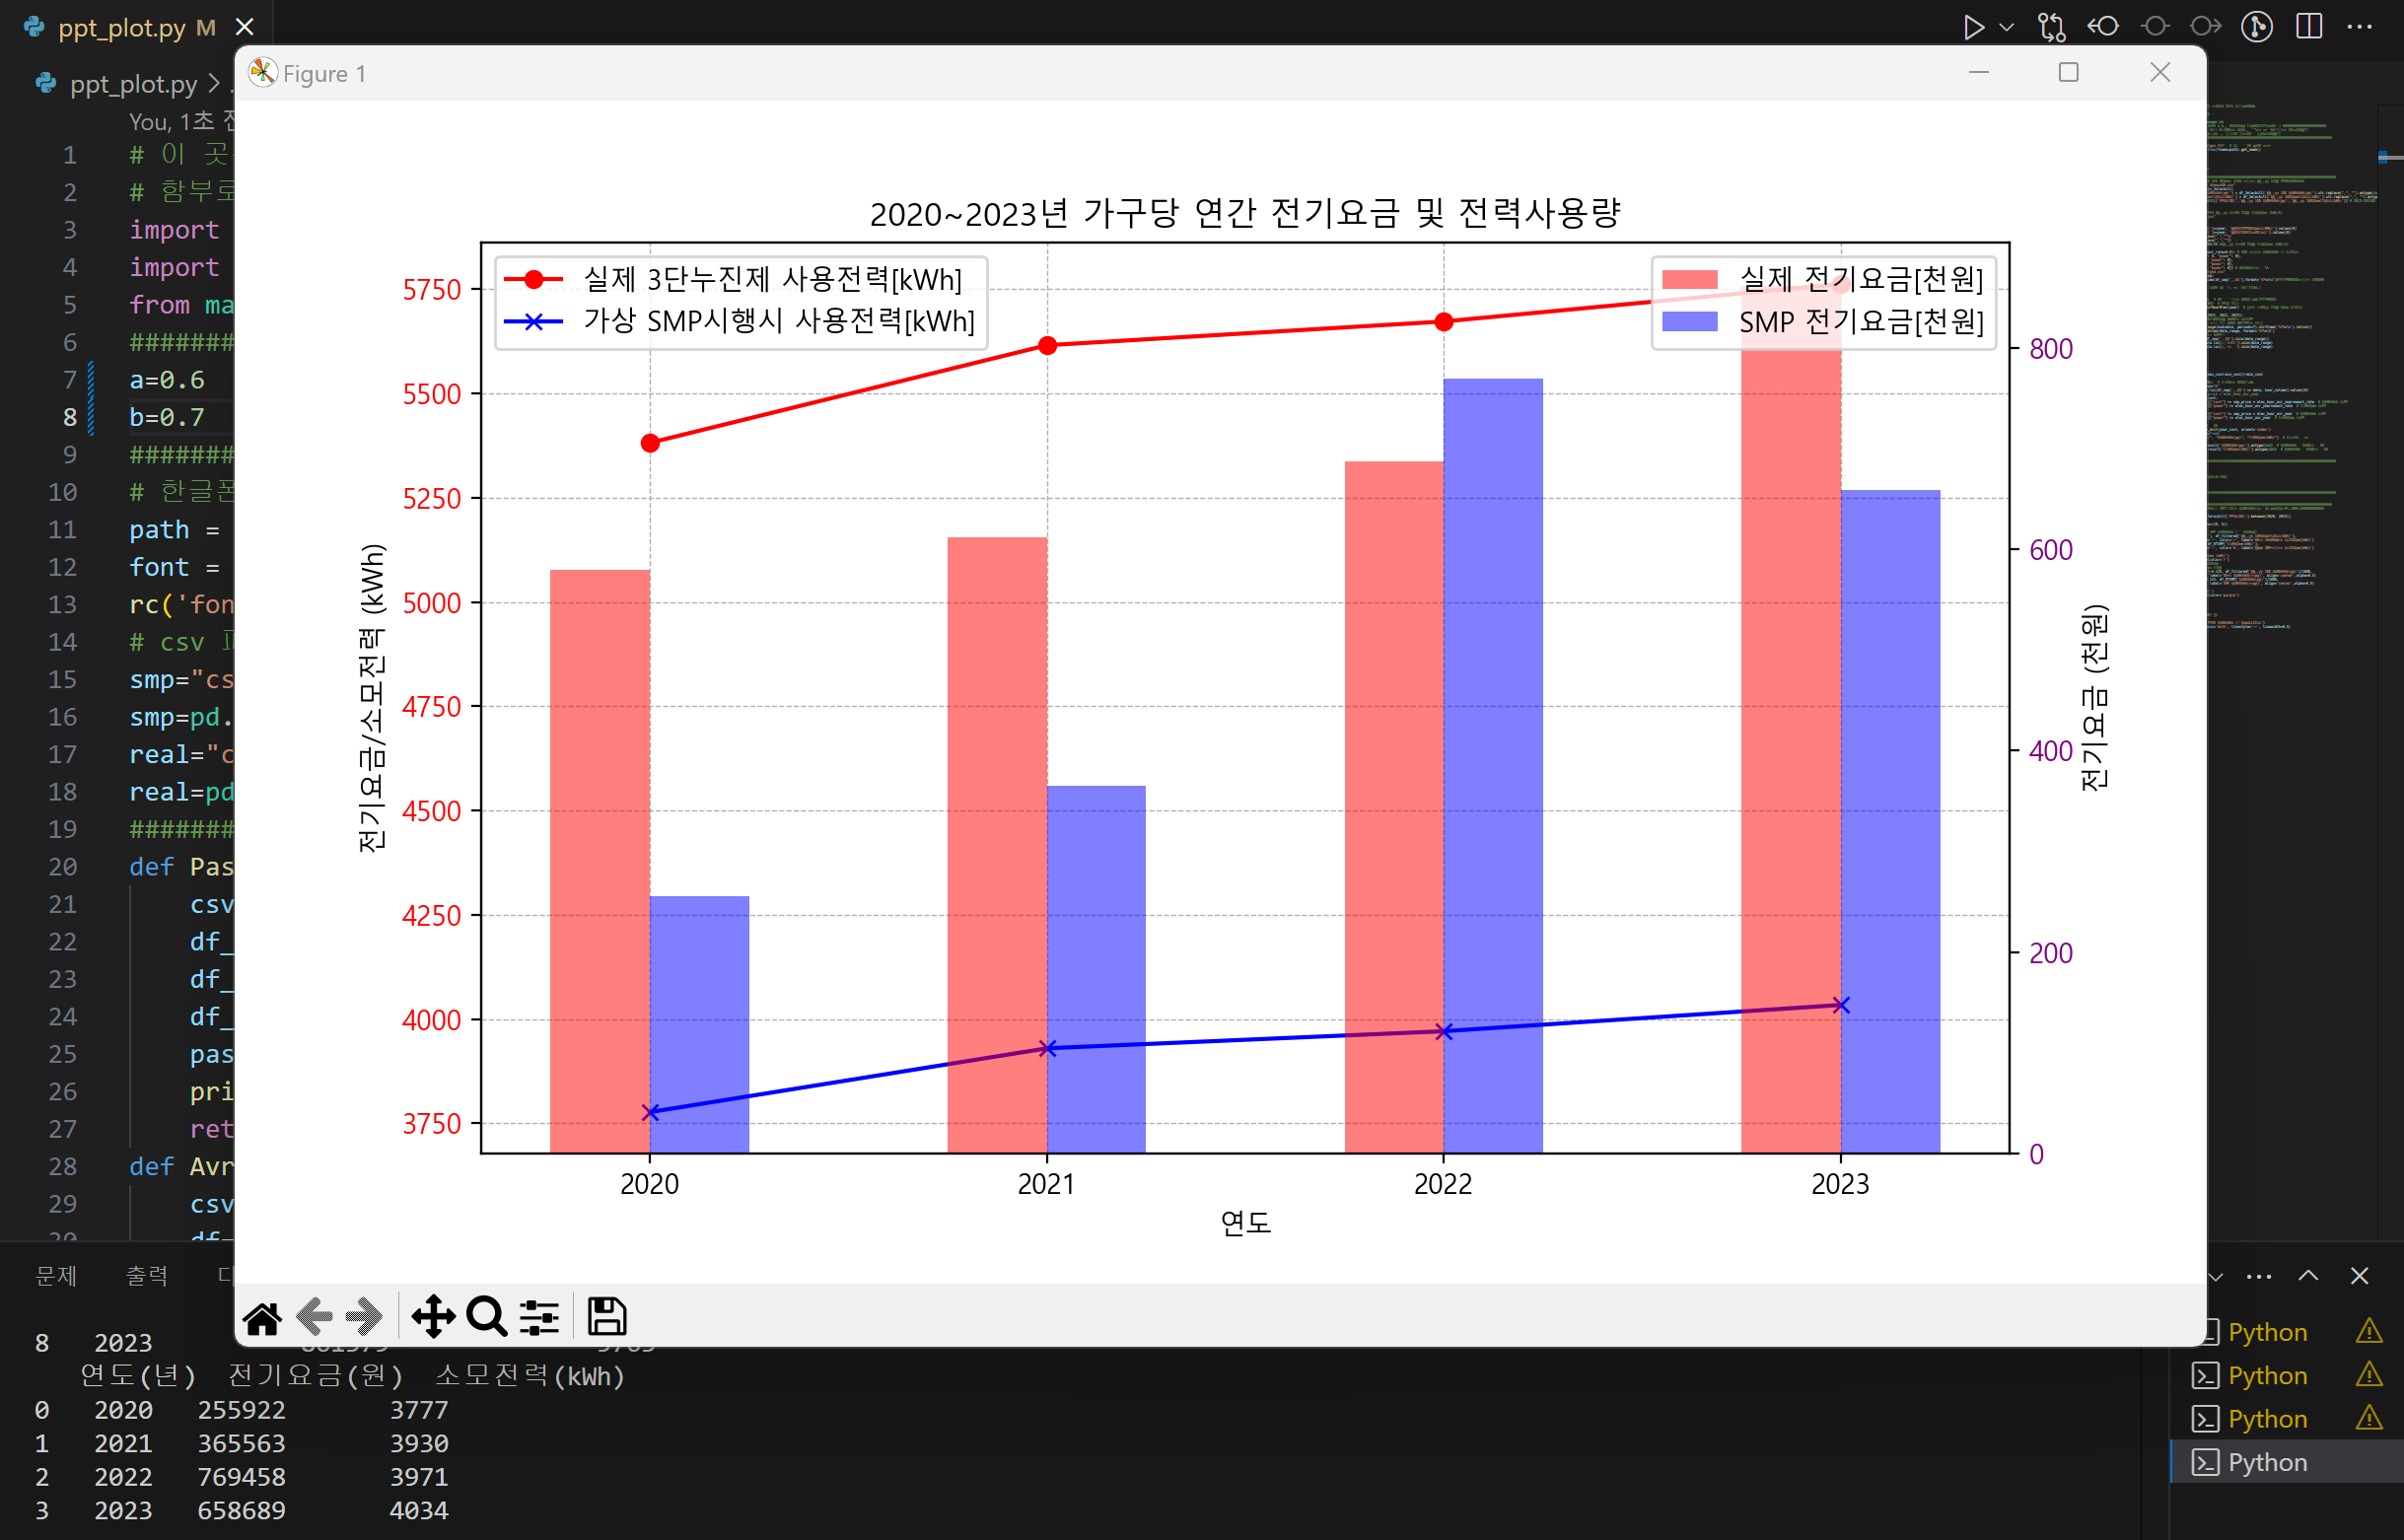 ppt_plot.py M
ppt_plot.py
Figure 1
You, 1초 전
1 # 이 곳
2 # 함부로
3 import
4 import
5 from ma
6 ########
7 a=0.6
8 b=0.7
9 ########
10 # 한글폰
11 path =
12 font =
13 rc('fon
14 # csv 파
15 smp="cs
16 smp=pd.
17 real="c
18 real=pd
19 ########
20 def Pas
21 csv
22 df_
23 df_
24 df_
25 pas
26 pri
27 ret
28 def Avr
29 csv
30 df=
2020~2023년 가구당 연간 전기요금 및 전력사용량
실제 3단누진제 사용전력[kWh]
가상 SMP시행시 사용전력[kWh]
실제 전기요금[천원]
SMP 전기요금[천원]
전기요금/소모전력 (kWh)
5750
5500
5250
5000
4750
4500
4250
4000
3750
800
600
400
200
0
전기요금 (천원)
2020 2021 2022 2023
연도
문제 출력 디
8 2023 861579 5763
연도(년) 전기요금(원) 소모전력(kWh)
0 2020 255922 3777
1 2021 365563 3930
2 2022 769458 3971
3 2023 658689 4034
Python
Python
Python
Python